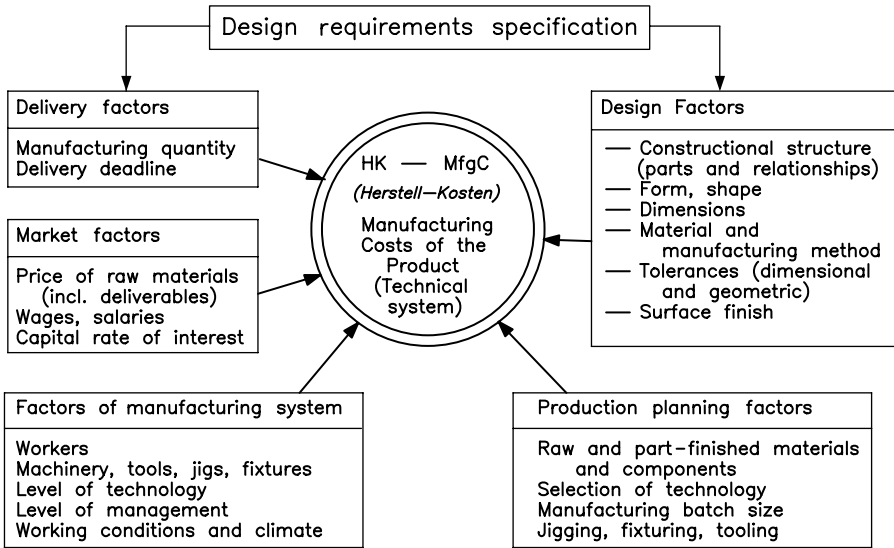 Design requirements specification
Delivery factors
Manufacturing quantity
Delivery deadline
Market factors
Price of raw materials
(incl. deliverables)
Wages, salaries
Capital rate of interest
HK — MfgC
(Herstell–Kosten)
Manufacturing
Costs of the
Product
(Technical
system)
Design Factors
— Constructional structure
(parts and relationships)
— Form, shape
— Dimensions
— Material and
manufacturing method
— Tolerances (dimensional
and geometric)
— Surface finish
Factors of manufacturing system
Workers
Machinery, tools, jigs, fixtures
Level of technology
Level of management
Working conditions and climate
Production planning factors
Raw and part-finished materials
and components
Selection of technology
Manufacturing batch size
Jigging, fixturing, tooling